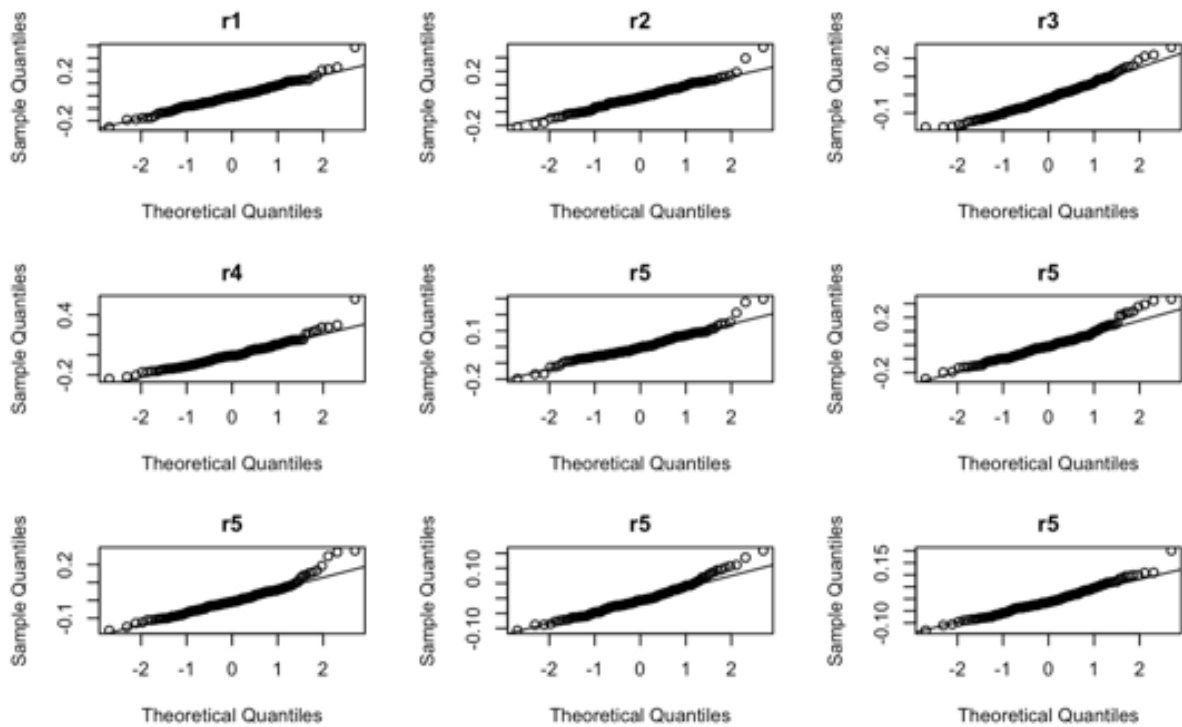 r1
Sample Quantiles
0.2
-0.2
-2 -1 0 1 2
Theoretical Quantiles
r2
Sample Quantiles
0.2
-0.2
-2 -1 0 1 2
Theoretical Quantiles
r3
Sample Quantiles
0.2
-0.1
-2 -1 0 1 2
Theoretical Quantiles
r4
Sample Quantiles
0.4
-0.2
-2 -1 0 1 2
Theoretical Quantiles
r5
Sample Quantiles
0.1
-0.2
-2 -1 0 1 2
Theoretical Quantiles
r5
Sample Quantiles
0.2
-0.2
-2 -1 0 1 2
Theoretical Quantiles
r5
Sample Quantiles
0.2
-0.1
-2 -1 0 1 2
Theoretical Quantiles
r5
Sample Quantiles
0.10
-0.10
-2 -1 0 1 2
Theoretical Quantiles
r5
Sample Quantiles
0.15
-0.10
-2 -1 0 1 2
Theoretical Quantiles